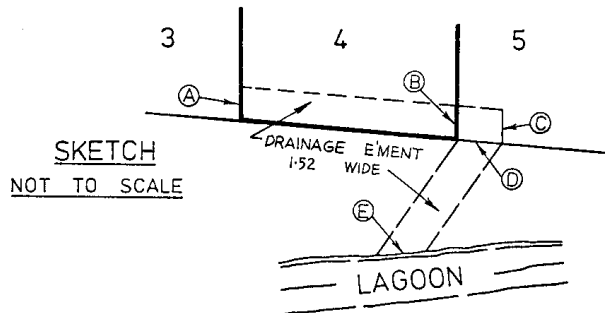 3
4
5
A
B
C
SKETCH
NOT TO SCALE
DRAINAGE E'MENT
1·52 WIDE
D
E
LAGOON